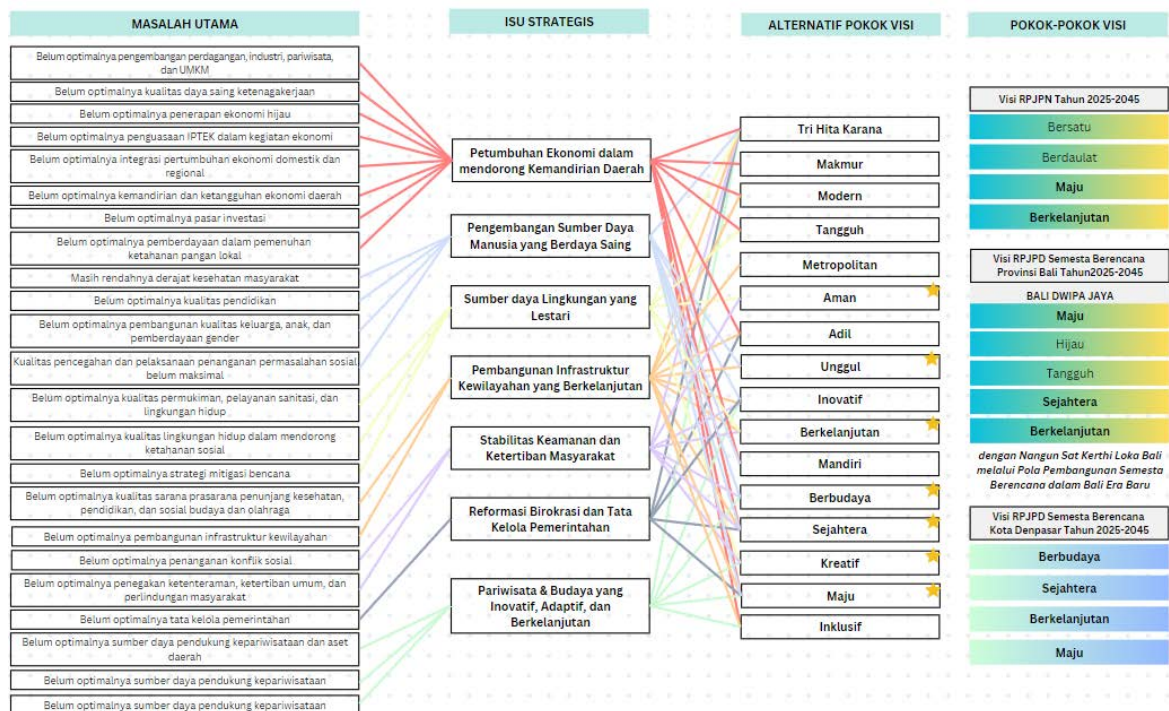 MASALAH UTAMA
Belum optimalnya pengembangan perdagangan, industri, pariwisata,
dan UMKM
Belum optimalnya kualitas daya saing ketenagakerjaan
Belum optimalnya penerapan ekonomi hijau
Belum optimalnya penguasaan IPTEK dalam kegiatan ekonomi
Belum optimalnya integrasi pertumbuhan ekonomi domestik dan
regional
Belum optimalnya kemandirian dan ketangguhan ekonomi daerah
Belum optimalnya pasar investasi
Belum optimalnya pemberdayaan dalam pemenuhan
ketahanan pangan lokal
Masih rendahnya derajat kesehatan masyarakat
Belum optimalnya kualitas pendidikan
Belum optimalnya pembangunan kualitas keluarga, anak, dan
pemberdayaan gender
Kualitas pencegahan dan pelaksanaan penanganan permasalahan sosial
belum maksimal
Belum optimalnya kualitas permukiman, pelayanan sanitasi, dan
lingkungan hidup
Belum optimalnya kualitas lingkungan hidup dalam mendorong
ketahanan sosial
Belum optimalnya strategi mitigasi bencana
Belum optimalnya kualitas sarana prasarana penunjang kesehatan,
pendidikan, dan sosial budaya dan olahraga
Belum optimalnya pembangunan infrastruktur kewilayahan
Belum optimalnya penanganan konflik sosial
Belum optimalnya penegakan ketenteraman, ketertiban umum, dan
perlindungan masyarakat
Belum optimalnya tata kelola pemerintahan
Belum optimalnya sumber daya pendukung kepariwisataan dan aset
daerah
Belum optimalnya sumber daya pendukung kepariwisataan
Belum optimalnya sumber daya pendukung kepariwisataan
ISU STRATEGIS
Petumbuhan Ekonomi dalam
mendorong Kemandirian Daerah
Pengembangan Sumber Daya
Manusia yang Berdaya Saing
Sumber daya Lingkungan yang
Lestari
Pembangunan Infrastruktur
Kewilayahan yang Berkelanjutan
Stabilitas Keamanan dan
Ketertiban Masyarakat
Reformasi Birokrasi dan Tata
Kelola Pemerintahan
Pariwisata & Budaya yang
Inovatif, Adaptif, dan
Berkelanjutan
ALTERNATIF POKOK VISI
Tri Hita Karana
Makmur
Modern
Tangguh
Metropolitan
Aman
Adil
Unggul
Inovatif
Berkelanjutan
Mandiri
Berbudaya
Sejahtera
Kreatif
Maju
Inklusif
POKOK-POKOK VISI
Visi RPJPN Tahun 2025-2045
Bersatu
Berdaulat
Maju
Berkelanjutan
Visi RPJPD Semesta Berencana
Provinsi Bali Tahun2025-2045
BALI DWIPA JAYA
Maju
Hijau
Tangguh
Sejahtera
Berkelanjutan
dengan Nangun Sat Kerthi Loka Bali
melalui Pola Pembangunan Semesta
Berencana dalam Bali Era Baru
Visi RPJPD Semesta Berencana
Kota Denpasar Tahun 2025-2045
Berbudaya
Sejahtera
Berkelanjutan
Maju